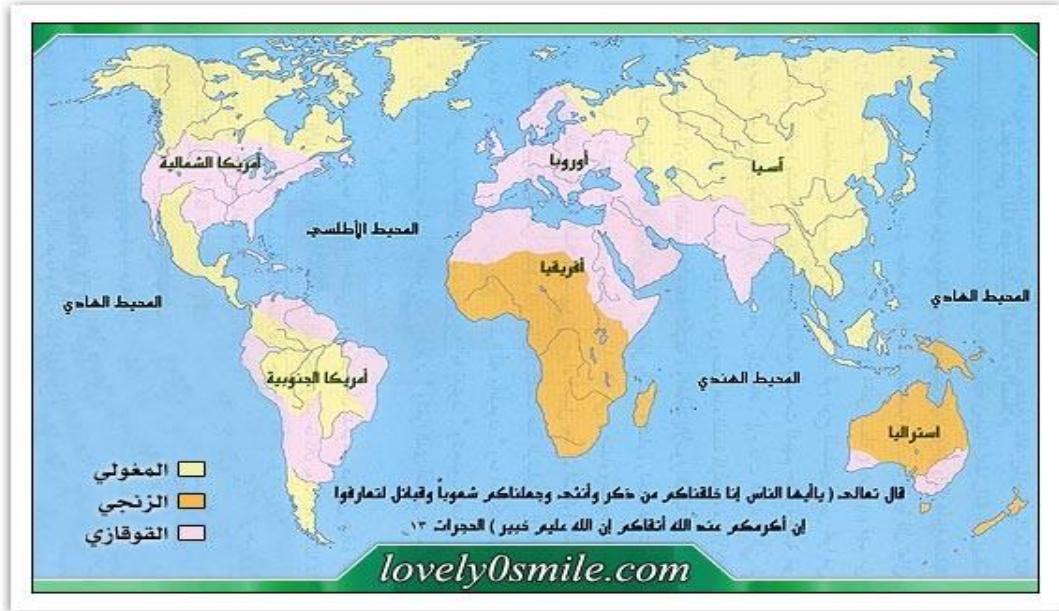 أمريكا الشمالية
أوروبا
آسيا
المحيط الأطلسي
أفريقيا
المحيط الهادي
المحيط الهادي
أمريكا الجنوبية
المحيط الهندي
استراليا
المغولي
الزنجي
القوقازي
قال تعالى ( ياأيها الناس إنا خلقناكم من ذكر وأنثى وجعلناكم شعوباً وقبائل لتعارفوا
إن أكرمكم عند الله أتقاكم إن الله عليم خبير ) الحجرات ١٣
lovely0smile.com